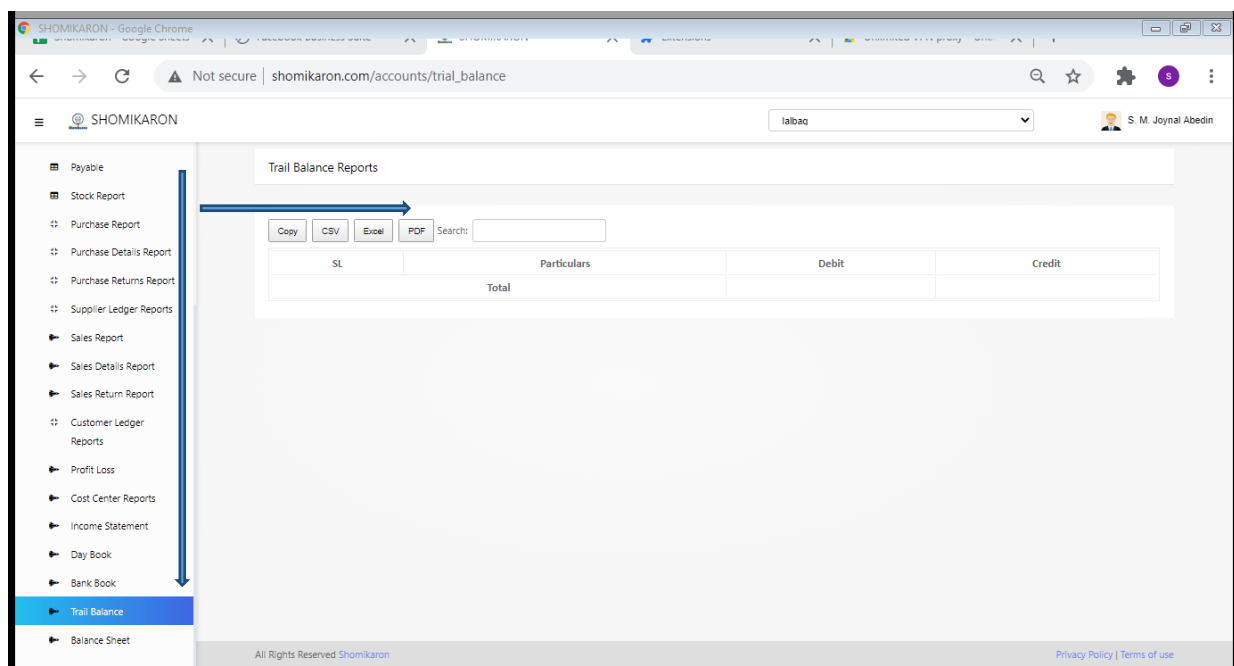 SHOMIKARON - Google Chrome
Not secure | shomikaron.com/accounts/trial_balance
SHOMIKARON
lalbag
S. M. Joynal Abedin
Payable
Stock Report
Purchase Report
Purchase Details Report
Purchase Returns Report
Supplier Ledger Reports
Sales Report
Sales Details Report
Sales Return Report
Customer Ledger
Reports
Profit Loss
Cost Center Reports
Income Statement
Day Book
Bank Book
Trail Balance
Balance Sheet
Trail Balance Reports
Copy CSV Excel PDF Search:
SL Particulars Debit Credit
Total
All Rights Reserved Shomikaron
Privacy Policy | Terms of use